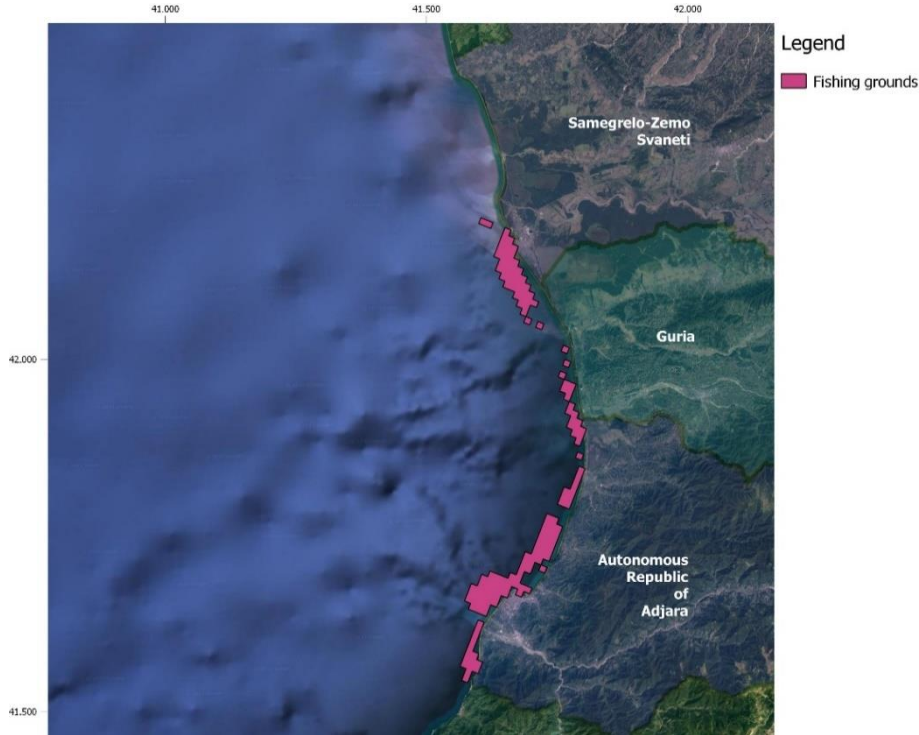 41.000
41.500
42.000
Legend
Fishing grounds
Samegrelo-Zemo
Svaneti
Guria
42.000
Autonomous
Republic
of
Adjara
41.500